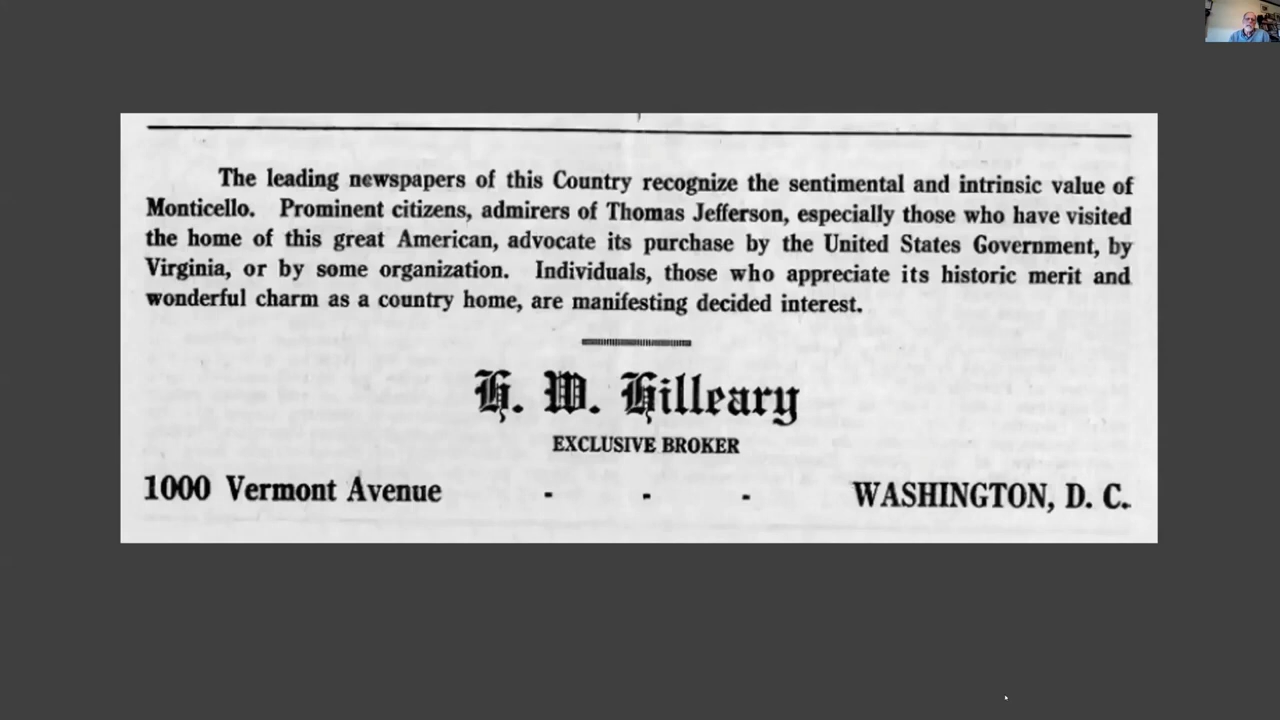 The leading newspapers of this Country recognize the sentimental and intrinsic value of
Monticello. Prominent citizens, admirers of Thomas Jefferson, especially those who have visited
the home of this great American, advocate its purchase by the United States Government, by
Virginia, or by some organization. Individuals, those who appreciate its historic merit and
wonderful charm as a country home, are manifesting decided interest.
H. W. Hilleary
EXCLUSIVE BROKER
1000 Vermont Avenue - - - WASHINGTON, D. C.